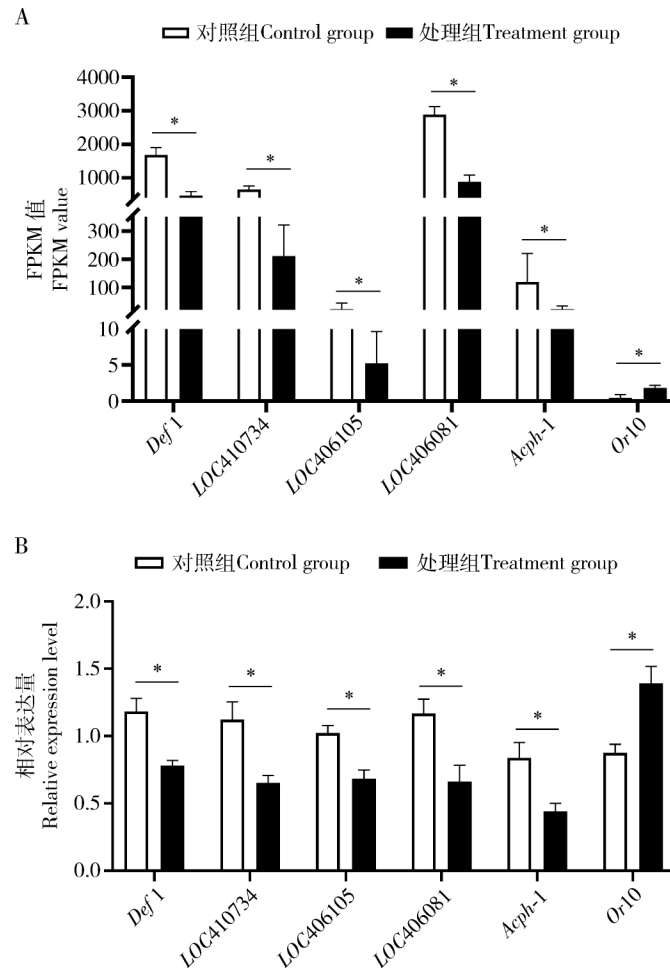 A
对照组Control group 处理组Treatment group
FPKM 值
FPKM value
4000
3000
2000
1000
300
200
100
10
5
0
* * * * * *
Def 1 LOC410734 LOC406105 LOC406081 Acph-1 Or10
B
对照组Control group 处理组Treatment group
相对表达量
Relative expression level
2.0
1.5
1.0
0.5
0.0
* * * * * *
Def 1 LOC410734 LOC406105 LOC406081 Acph-1 Or10